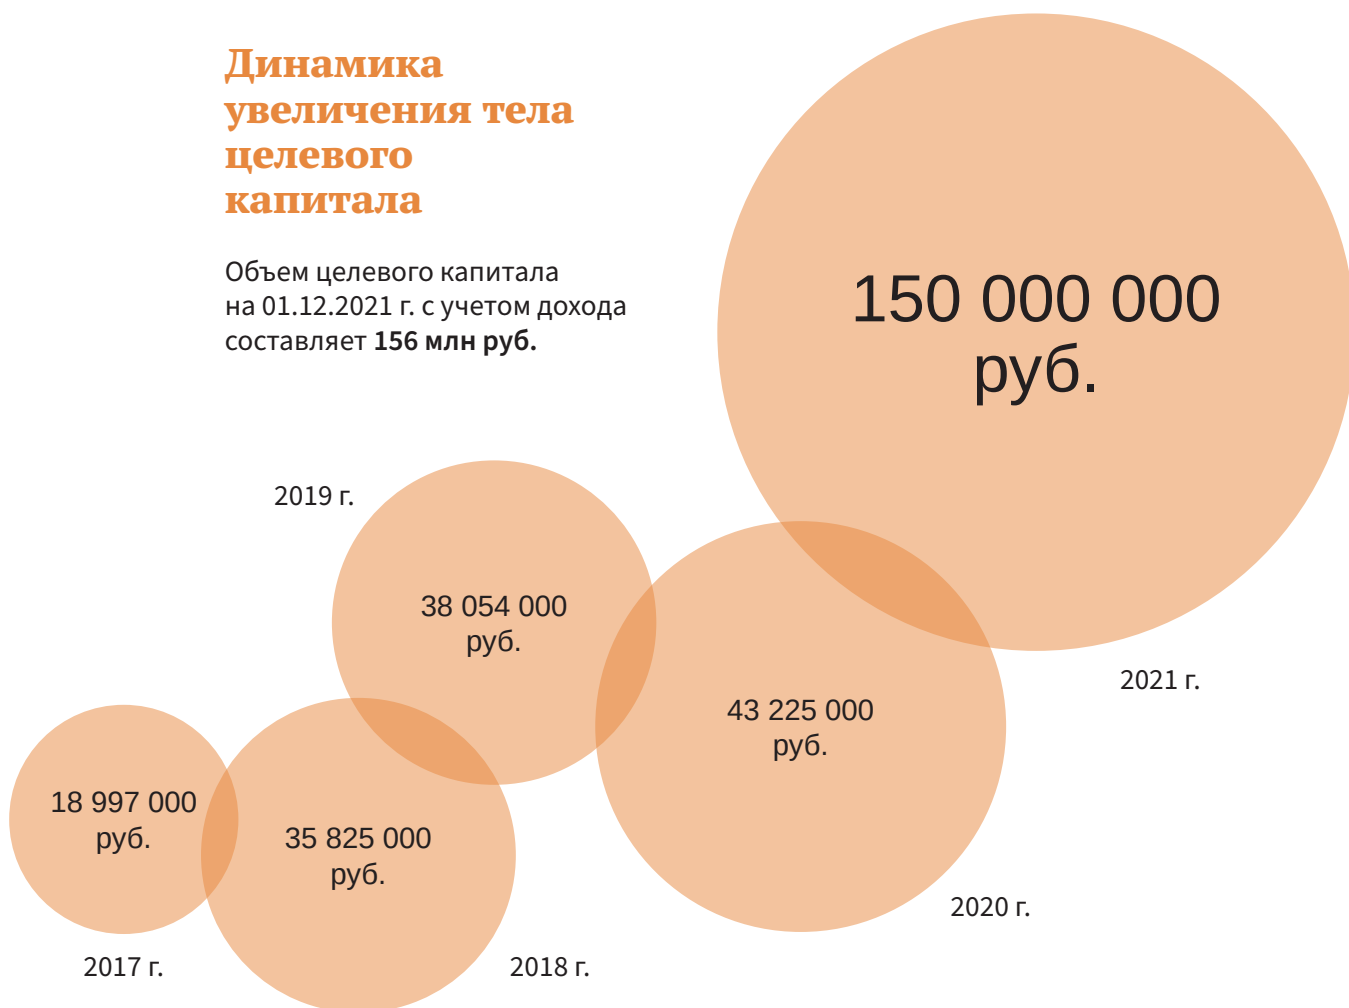 Динамика
увеличения тела
целевого
капитала
Объем целевого капитала
на 01.12.2021 г. с учетом дохода
составляет 156 млн руб.
150 000 000
руб.
2021 г.
2019 г.
38 054 000
руб.
43 225 000
руб.
2020 г.
18 997 000
руб.
2017 г.
35 825 000
руб.
2018 г.